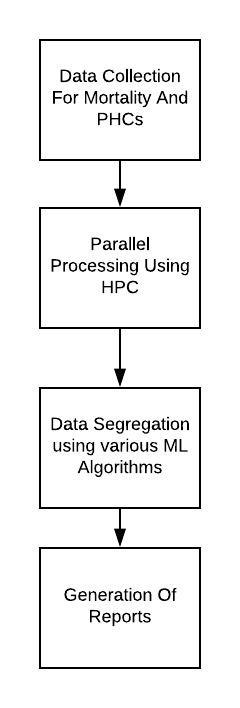 Data Collection
For Mortality And
PHCs
Parallel
Processing Using
HPC
Data Segregation
using various ML
Algorithms
Generation Of
Reports